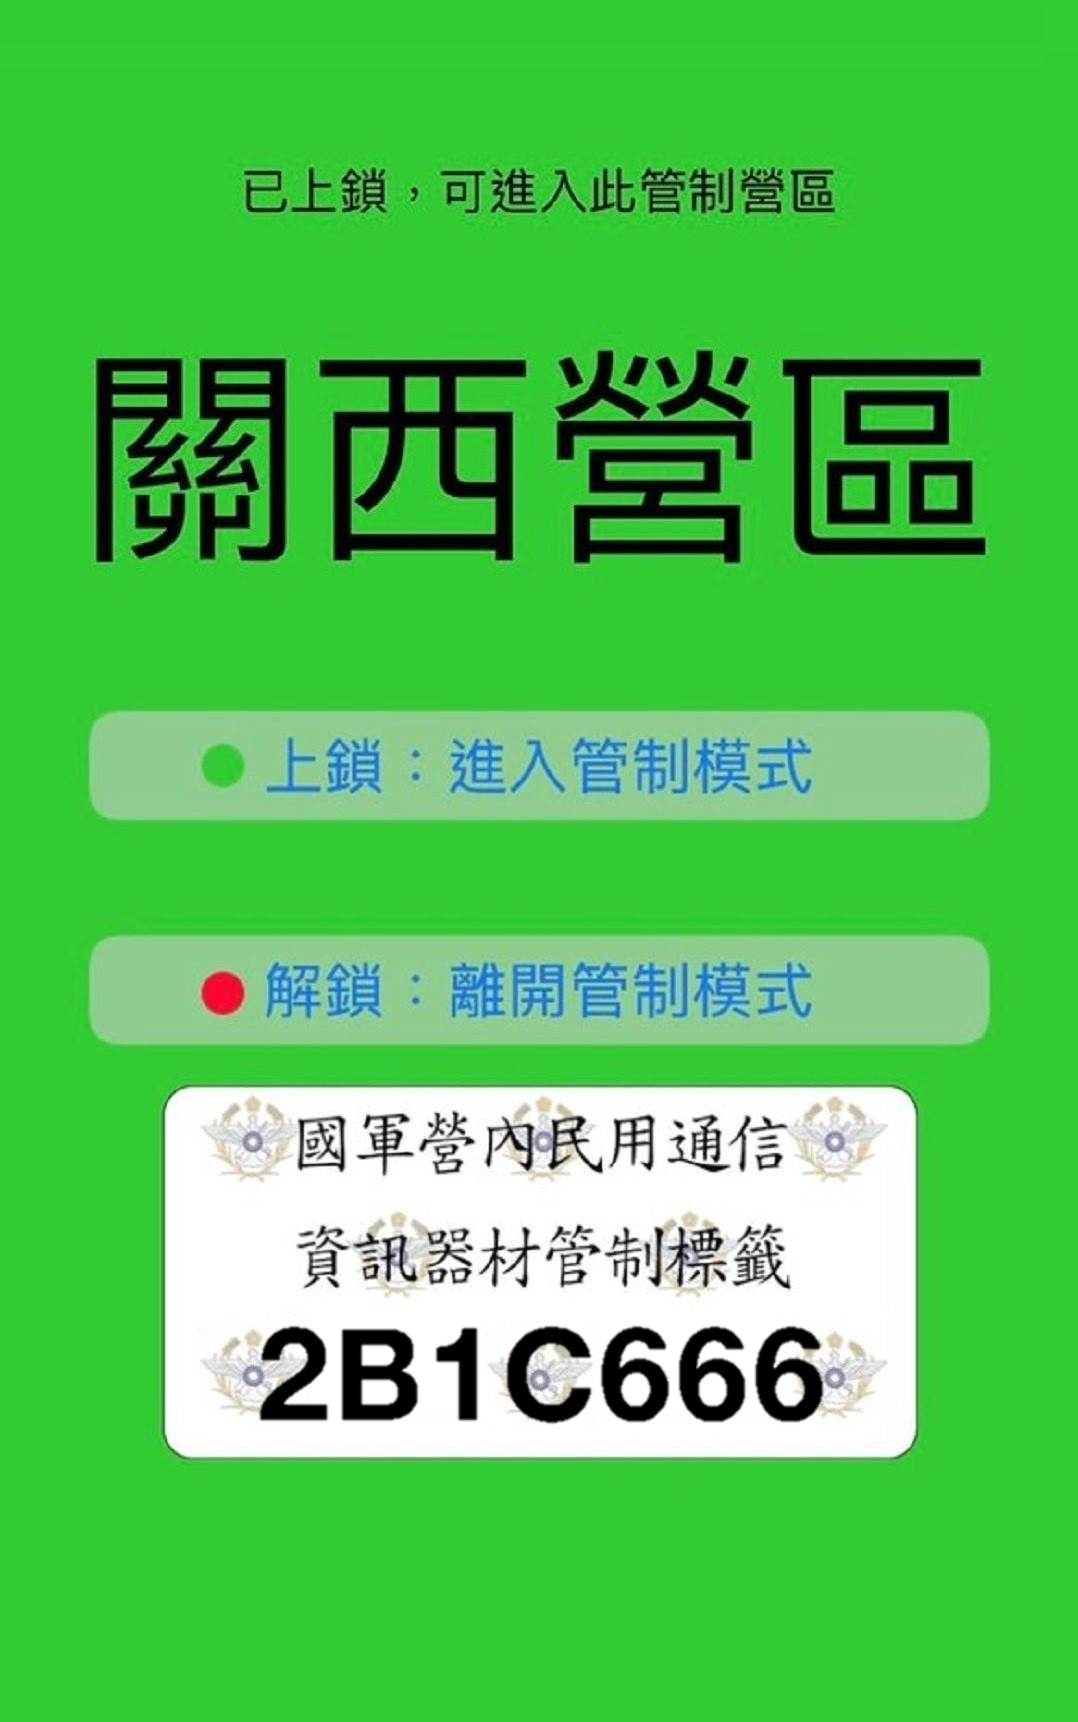 已上鎖，可進入此管制營區
關西營區
上鎖：進入管制模式
解鎖：離開管制模式
國軍營內民用通信
資訊器材管制標籤
2B1C666